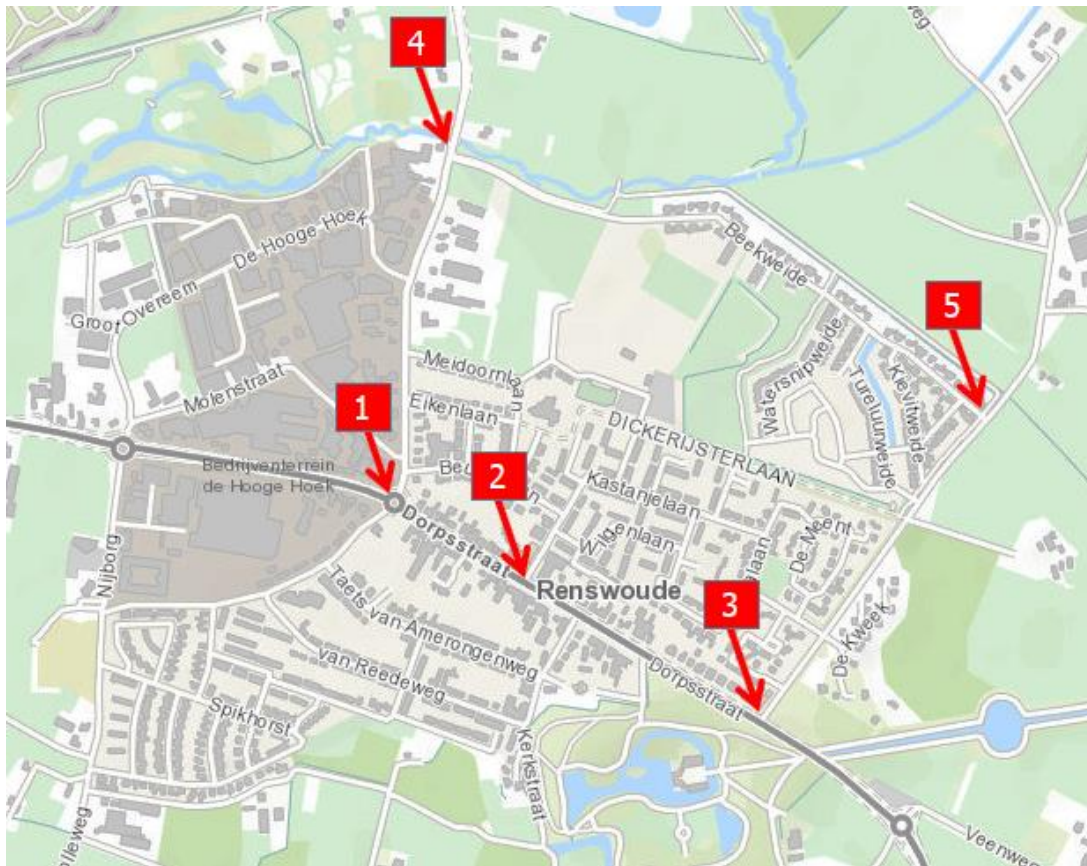 4
De Hooge Hoek
Beekweide
Groot Overeem
5
Watersnipweide
Kievitweide
Tureluurweide
Meidoornlaan
Molenstraat
1
Eikenlaan
DICKERIJSTERLAAN
Bedrijventerrein
de Hooge Hoek
2
Kastanjelaan
Dorpsstraat
Wilgenlaan
De Meent
Nijborg
Renswoude
3
Taets van Amerongenweg
De Kweek
van Reedeweg
Dorpsstraat
Spikhorst
Kerkstraat